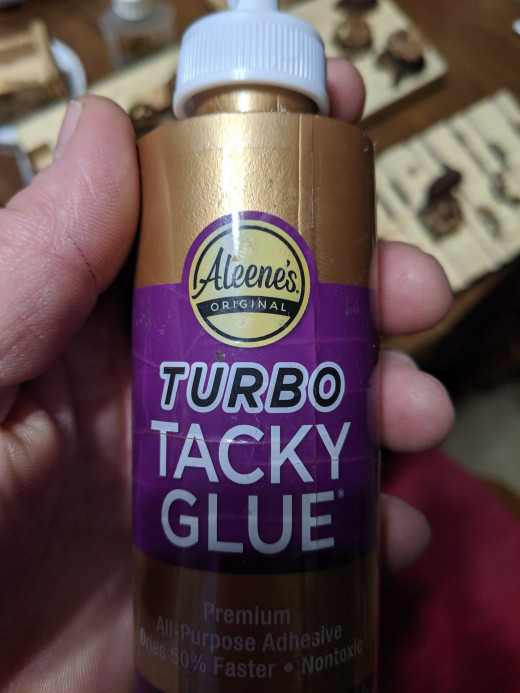 Aleene's.
ORIGINAL
TURBO
TACKY
GLUE®
Premium
All-Purpose Adhesive
Dries 50% Faster • Nontoxic